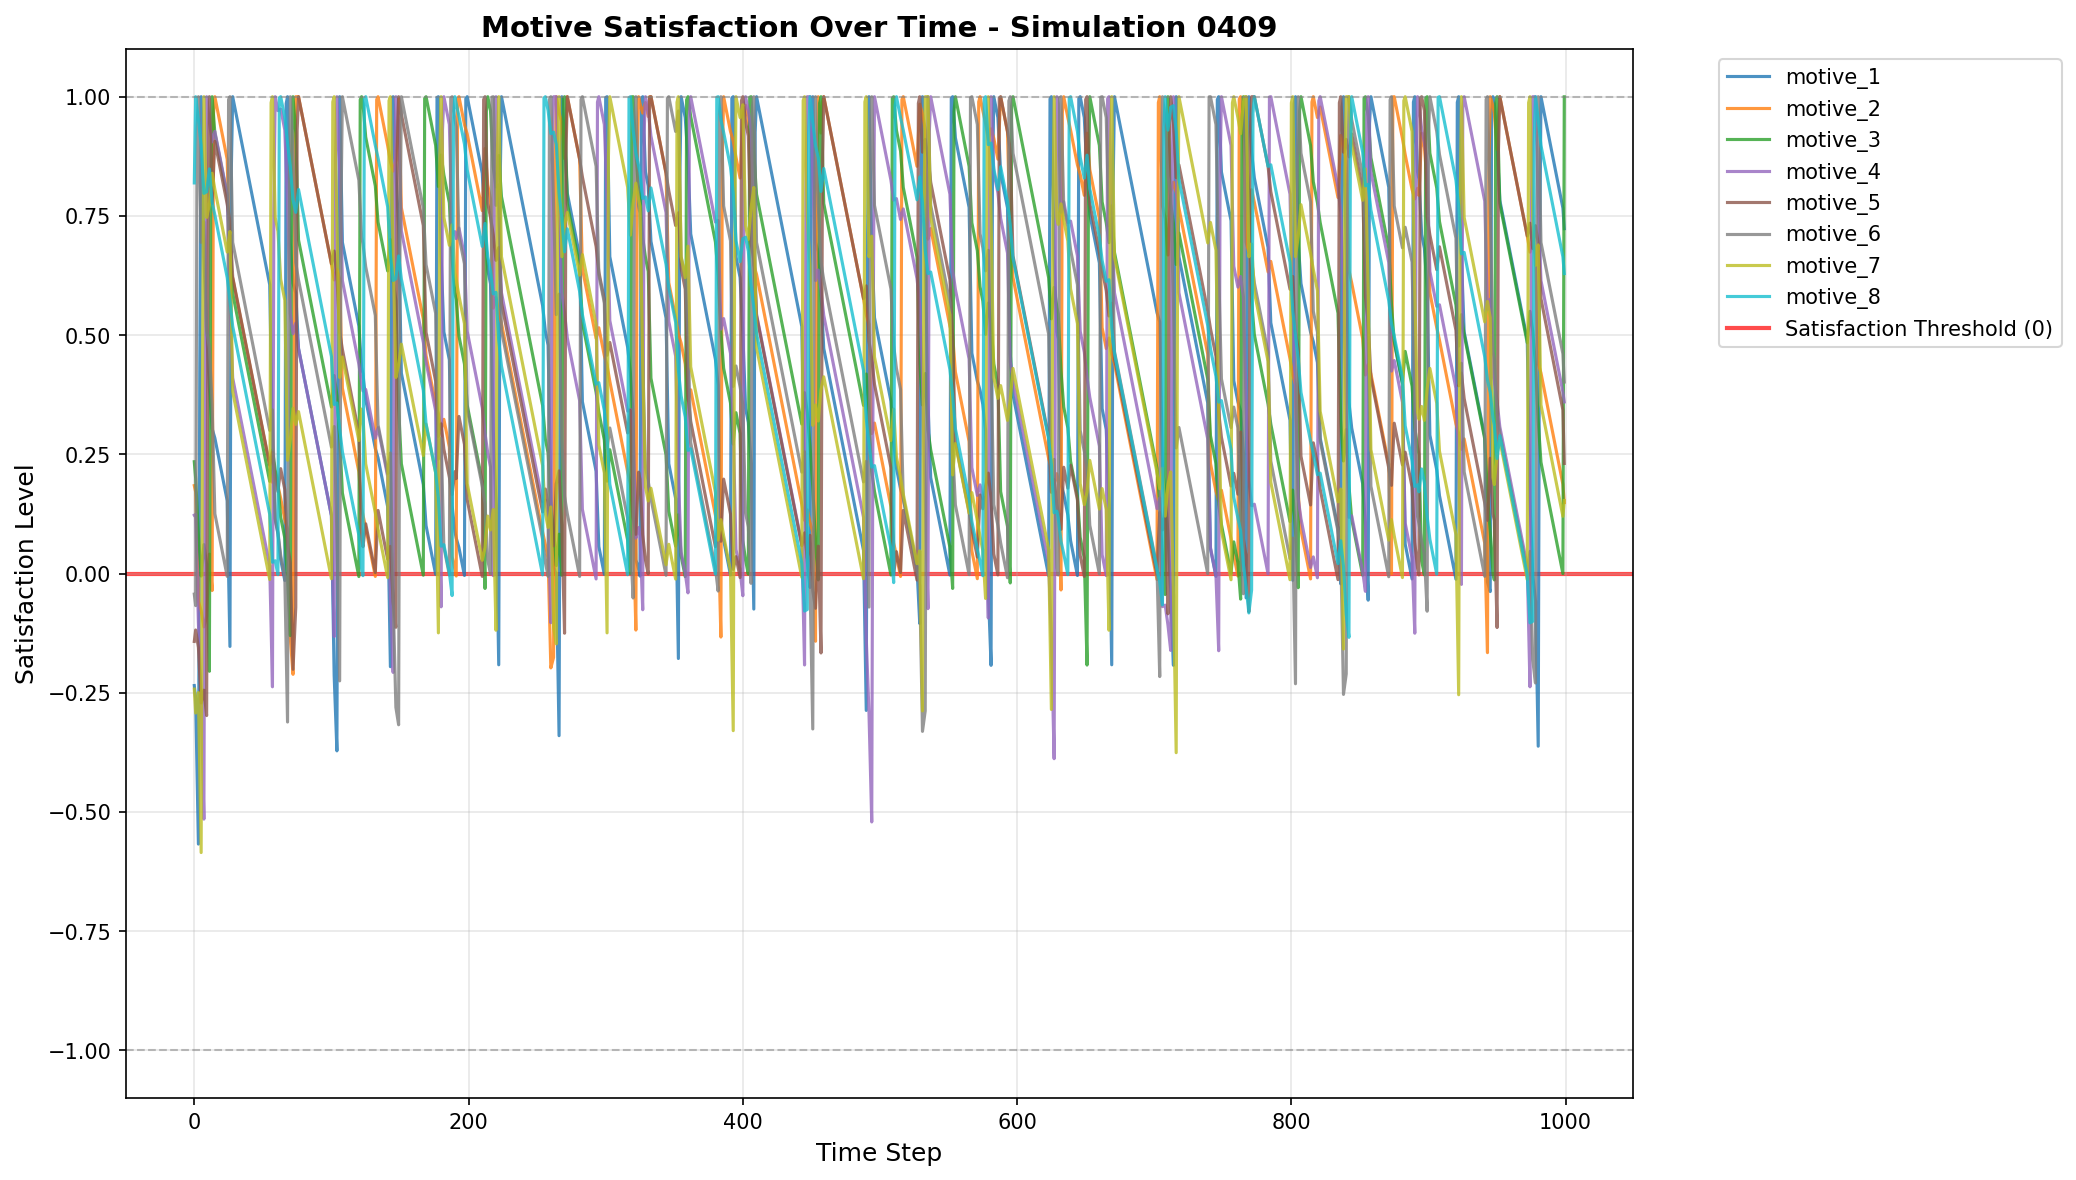 Motive Satisfaction Over Time - Simulation 0409
Satisfaction Level
1.00
0.75
0.50
0.25
0.00
−0.25
−0.50
−0.75
−1.00
0
200
400
600
800
1000
Time Step
motive_1
motive_2
motive_3
motive_4
motive_5
motive_6
motive_7
motive_8
Satisfaction Threshold (0)